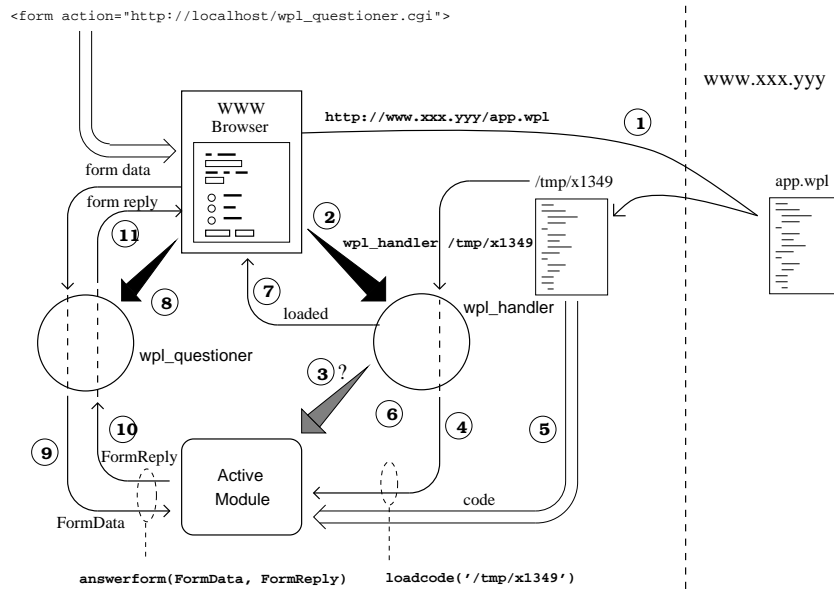 <form action="http://localhost/wpl_questioner.cgi">
www.xxx.yyy
WWW
Browser
http://www.xxx.yyy/app.wpl
1
form data
/tmp/x1349
app.wpl
form reply
2
11
wpl_handler /tmp/x1349
8
7
loaded
wpl_handler
wpl_questioner
3 ?
6
4
5
10
9
FormReply
Active
Module
code
FormData
answerform(FormData, FormReply)
loadcode('/tmp/x1349')